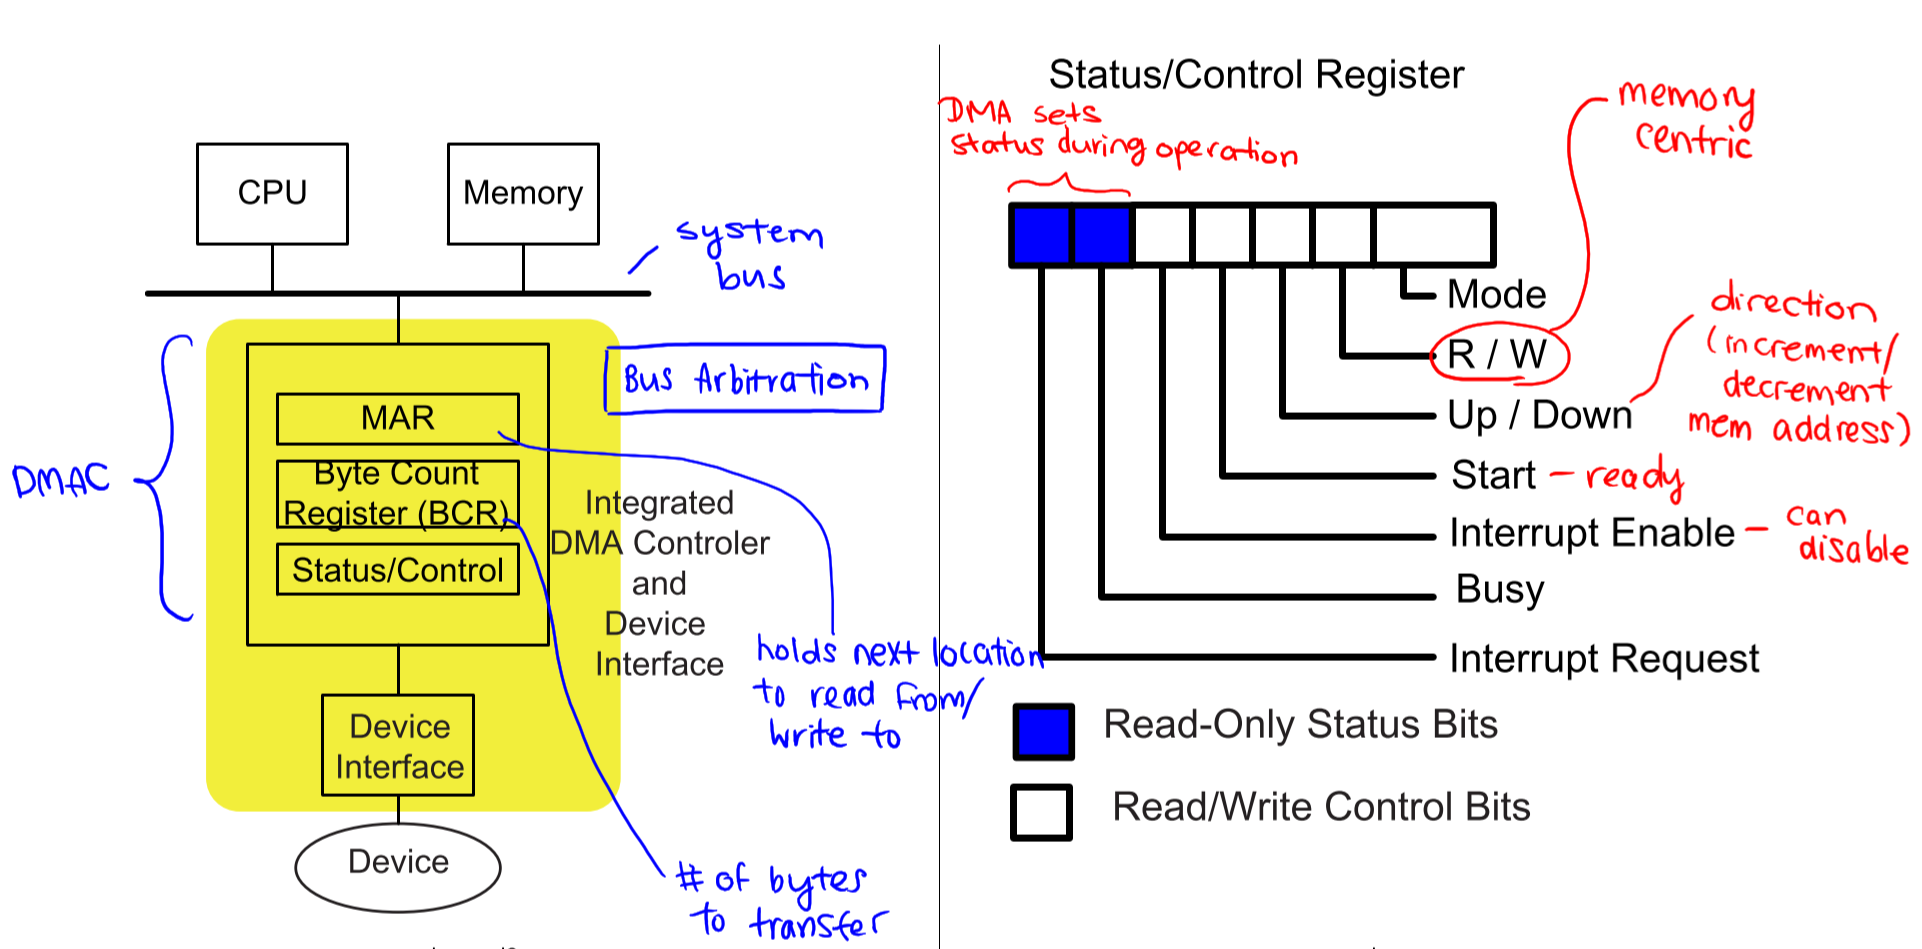 CPU
Memory
system
bus
DMAC
Bus Arbitration
MAR
Byte Count
Register (BCR)
Status/Control
Integrated
DMA Controler
and
Device
Interface
holds next location
to read from/
write to
Device
Interface
Device
# of bytes
to transfer
Status/Control Register
DMA sets
status during operation
memory
centric
Mode
R / W
Up / Down
direction
(increment/
decrement
mem address)
Start - ready
Interrupt Enable - can
disable
Busy
Interrupt Request
Read-Only Status Bits
Read/Write Control Bits